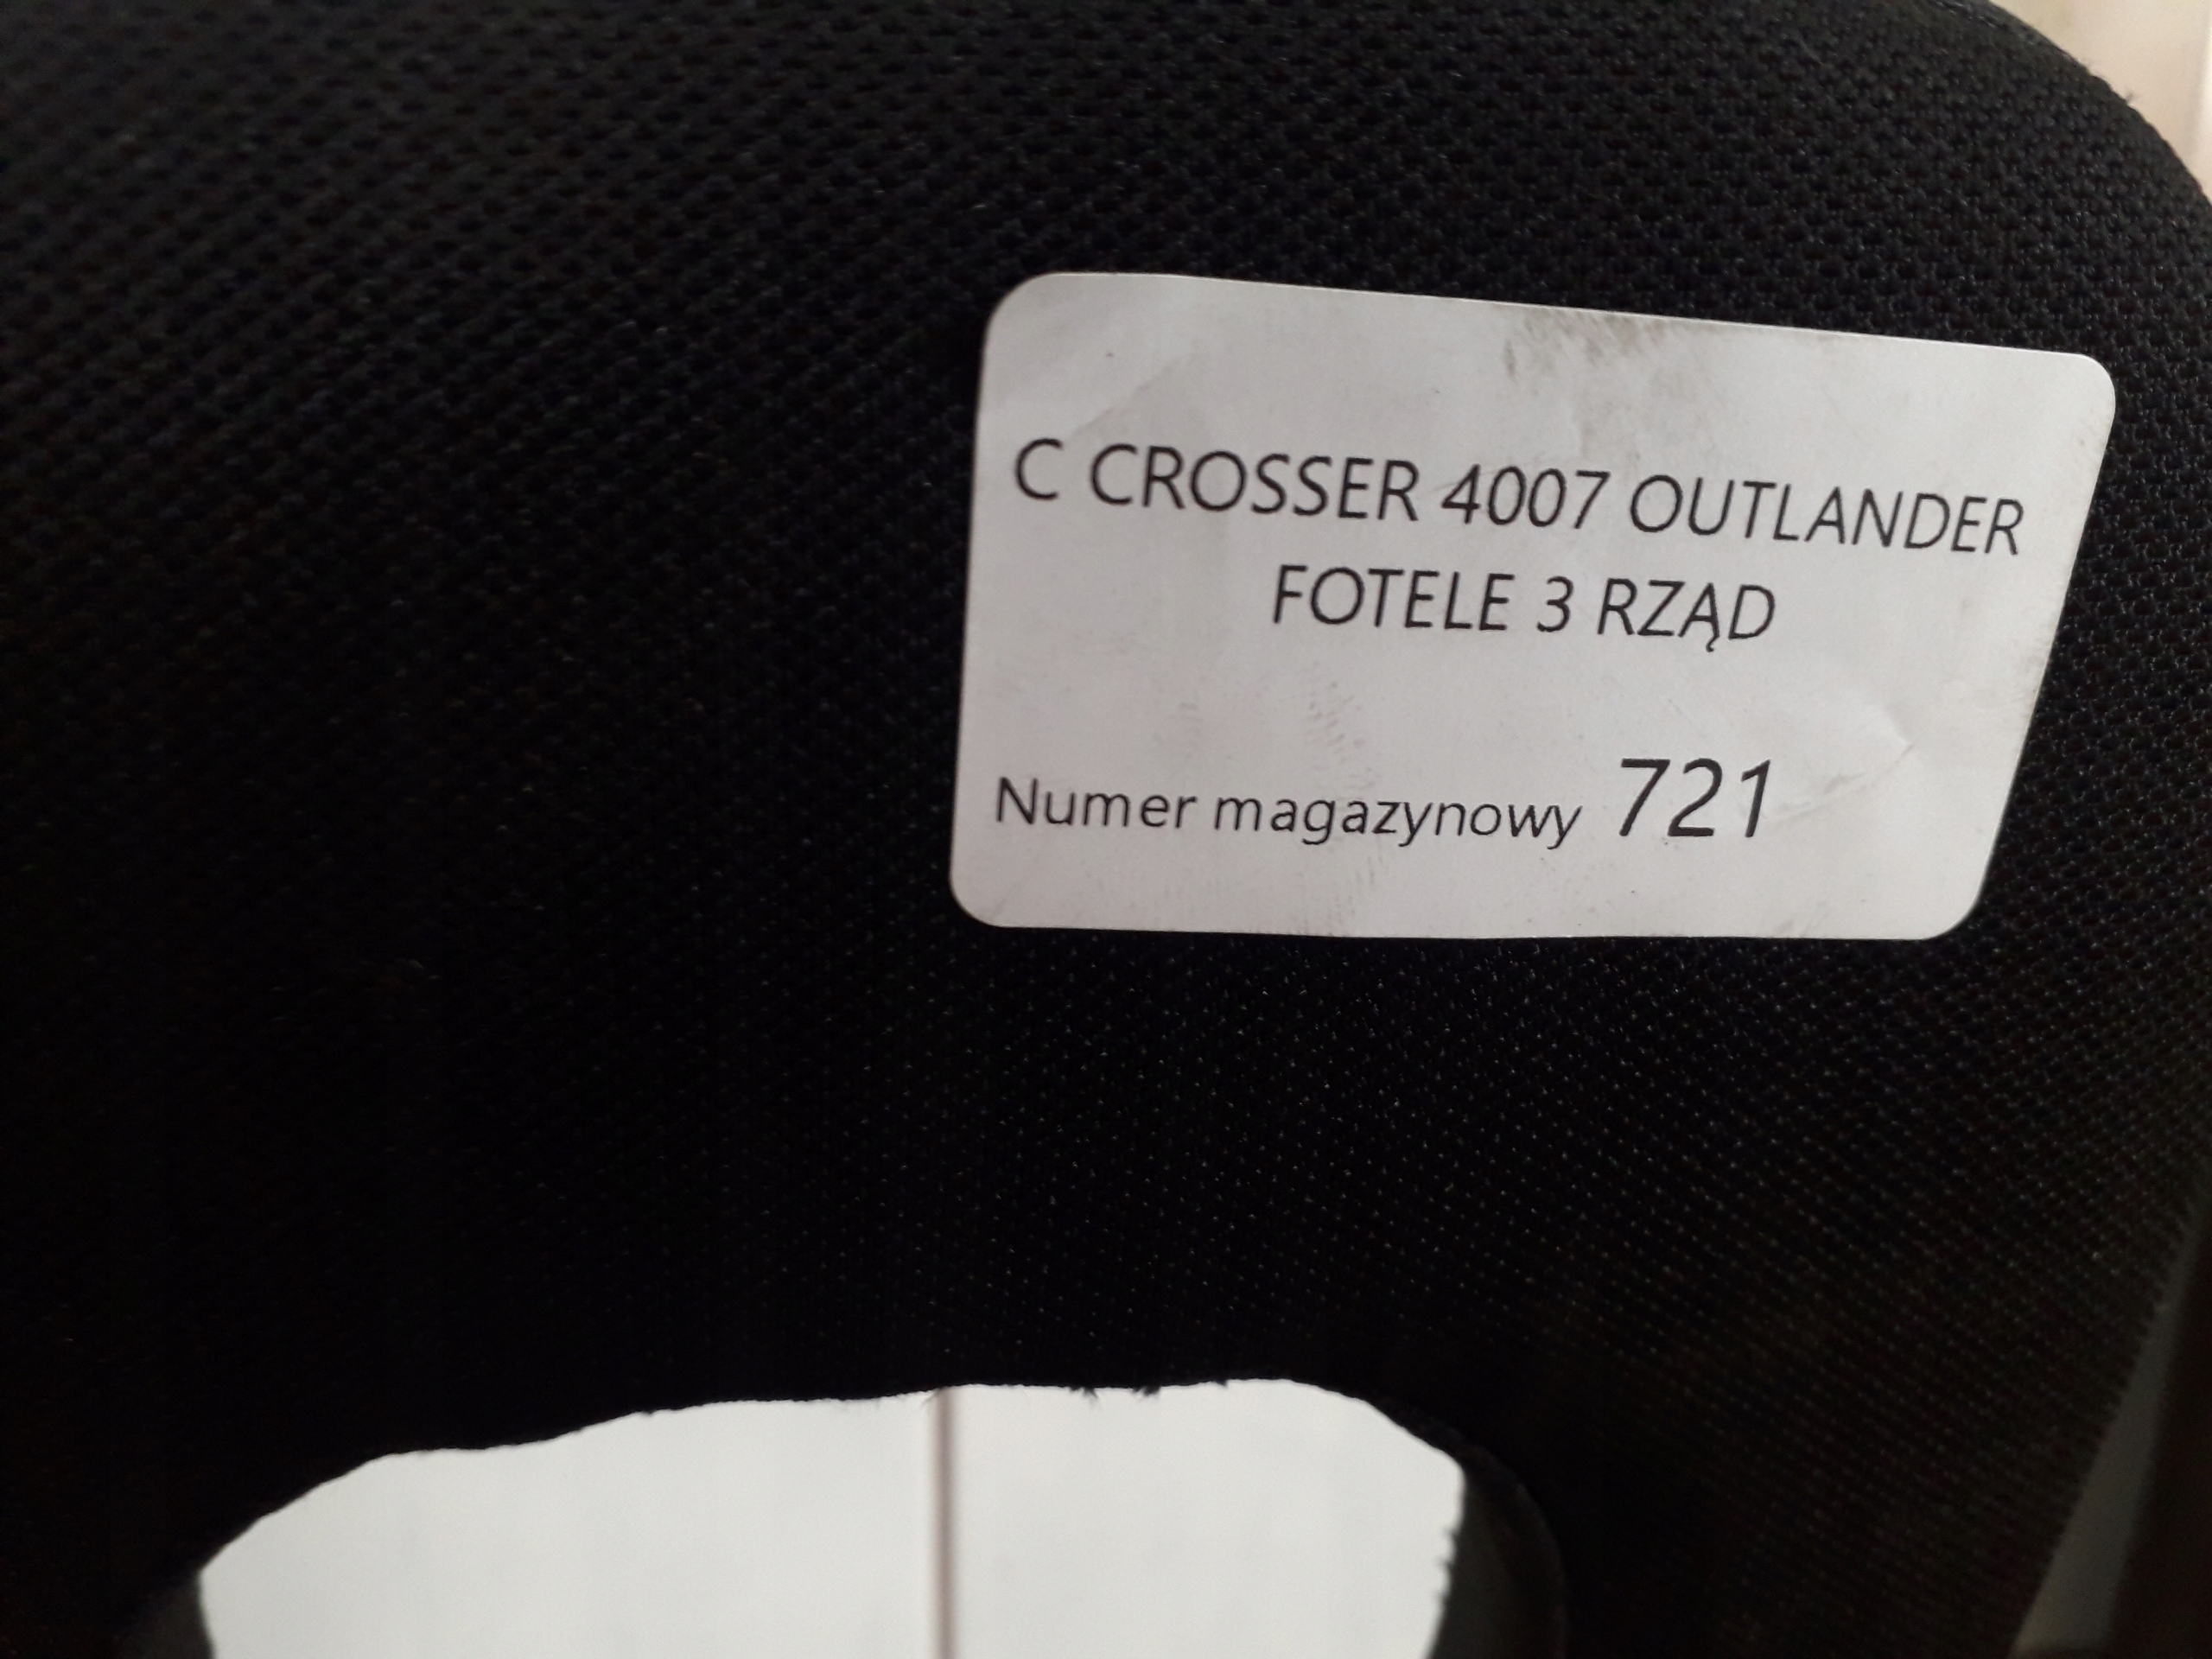 C CROSSER 4007 OUTLANDER
FOTELE 3 RZĄD
Numer magazynowy 721